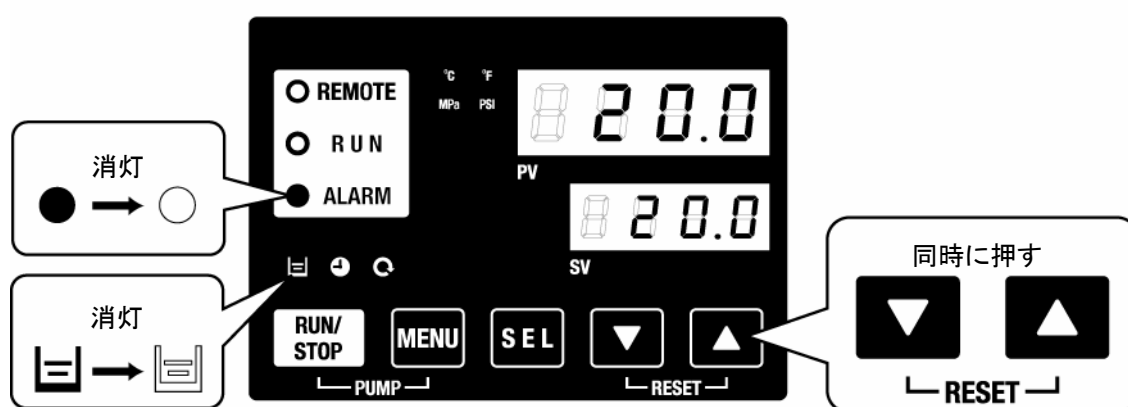 REMOTE
RUN
ALARM
°C °F
MPa PSI
20.0
PV
20.0
SV
消灯
消灯
RUN/
STOP
MENU
SEL
PUMP
RESET
同時に押す
RESET